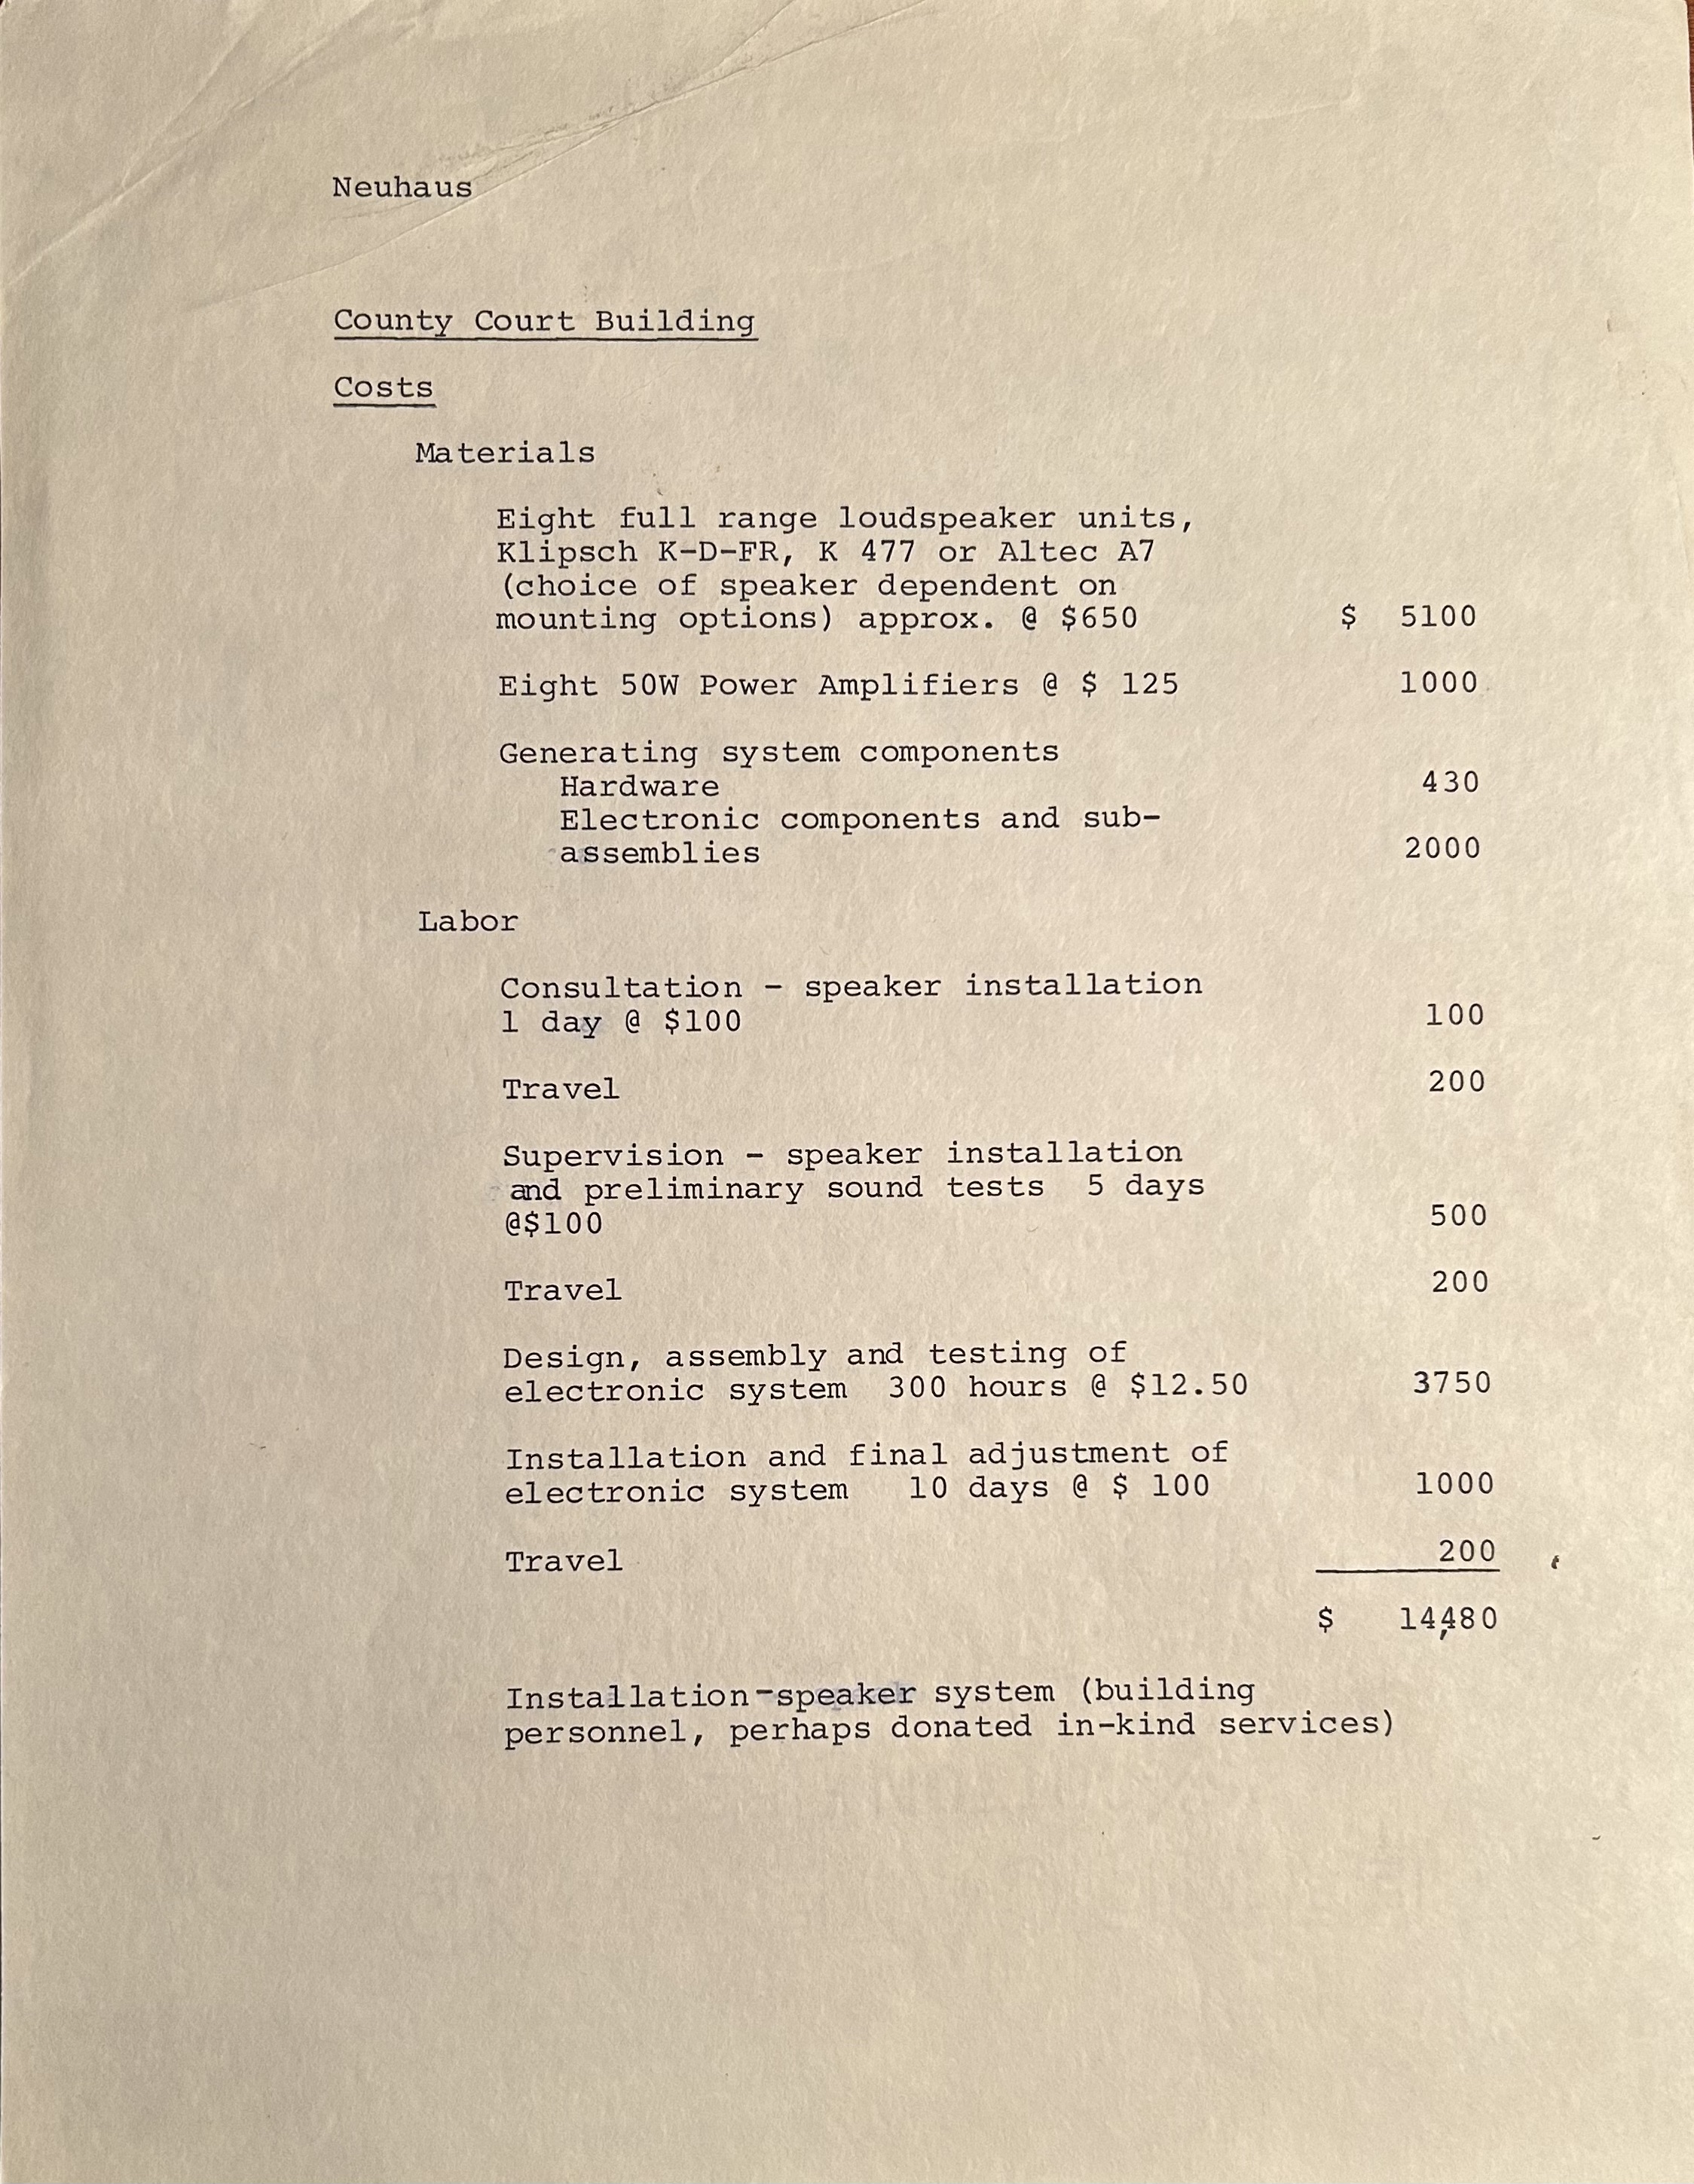 Neuhaus
County Court Building
Costs
Materials
Eight full range loudspeaker units,
Klipsch K-D-FR, K 477 or Altec A7
(choice of speaker dependent on
mounting options) approx. @ $650 $ 5100
Eight 50W Power Amplifiers @ $ 125 1000
Generating system components
Hardware 430
Electronic components and sub-
assemblies 2000
Labor
Consultation - speaker installation
1 day @ $100 100
Travel 200
Supervision - speaker installation
and preliminary sound tests 5 days
@$100 500
Travel 200
Design, assembly and testing of
electronic system 300 hours @ $12.50 3750
Installation and final adjustment of
electronic system 10 days @ $ 100 1000
Travel 200
$ 14,480
Installation-speaker system (building
personnel, perhaps donated in-kind services)